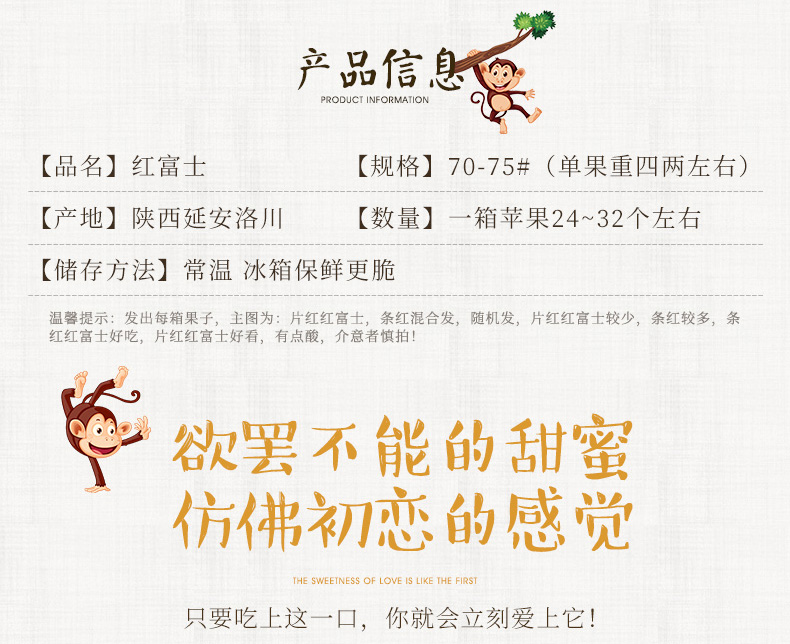 产品信息
PRODUCT INFORMATION
【品名】红富士 【规格】70-75#（单果重四两左右）
【产地】陕西延安洛川 【数量】一箱苹果24~32个左右
【储存方法】常温 冰箱保鲜更脆
温馨提示：发出每箱果子，主图为：片红红富士，条红混合发，随机发，片红红富士较少，条红较多，条
红红富士好吃，片红红富士好看，有点酸，介意者慎拍！
欲罢不能的甜蜜
仿佛初恋的感觉
THE SWEETNESS OF LOVE IS LIKE THE FIRST
只要吃上这一口，你就会立刻爱上它！